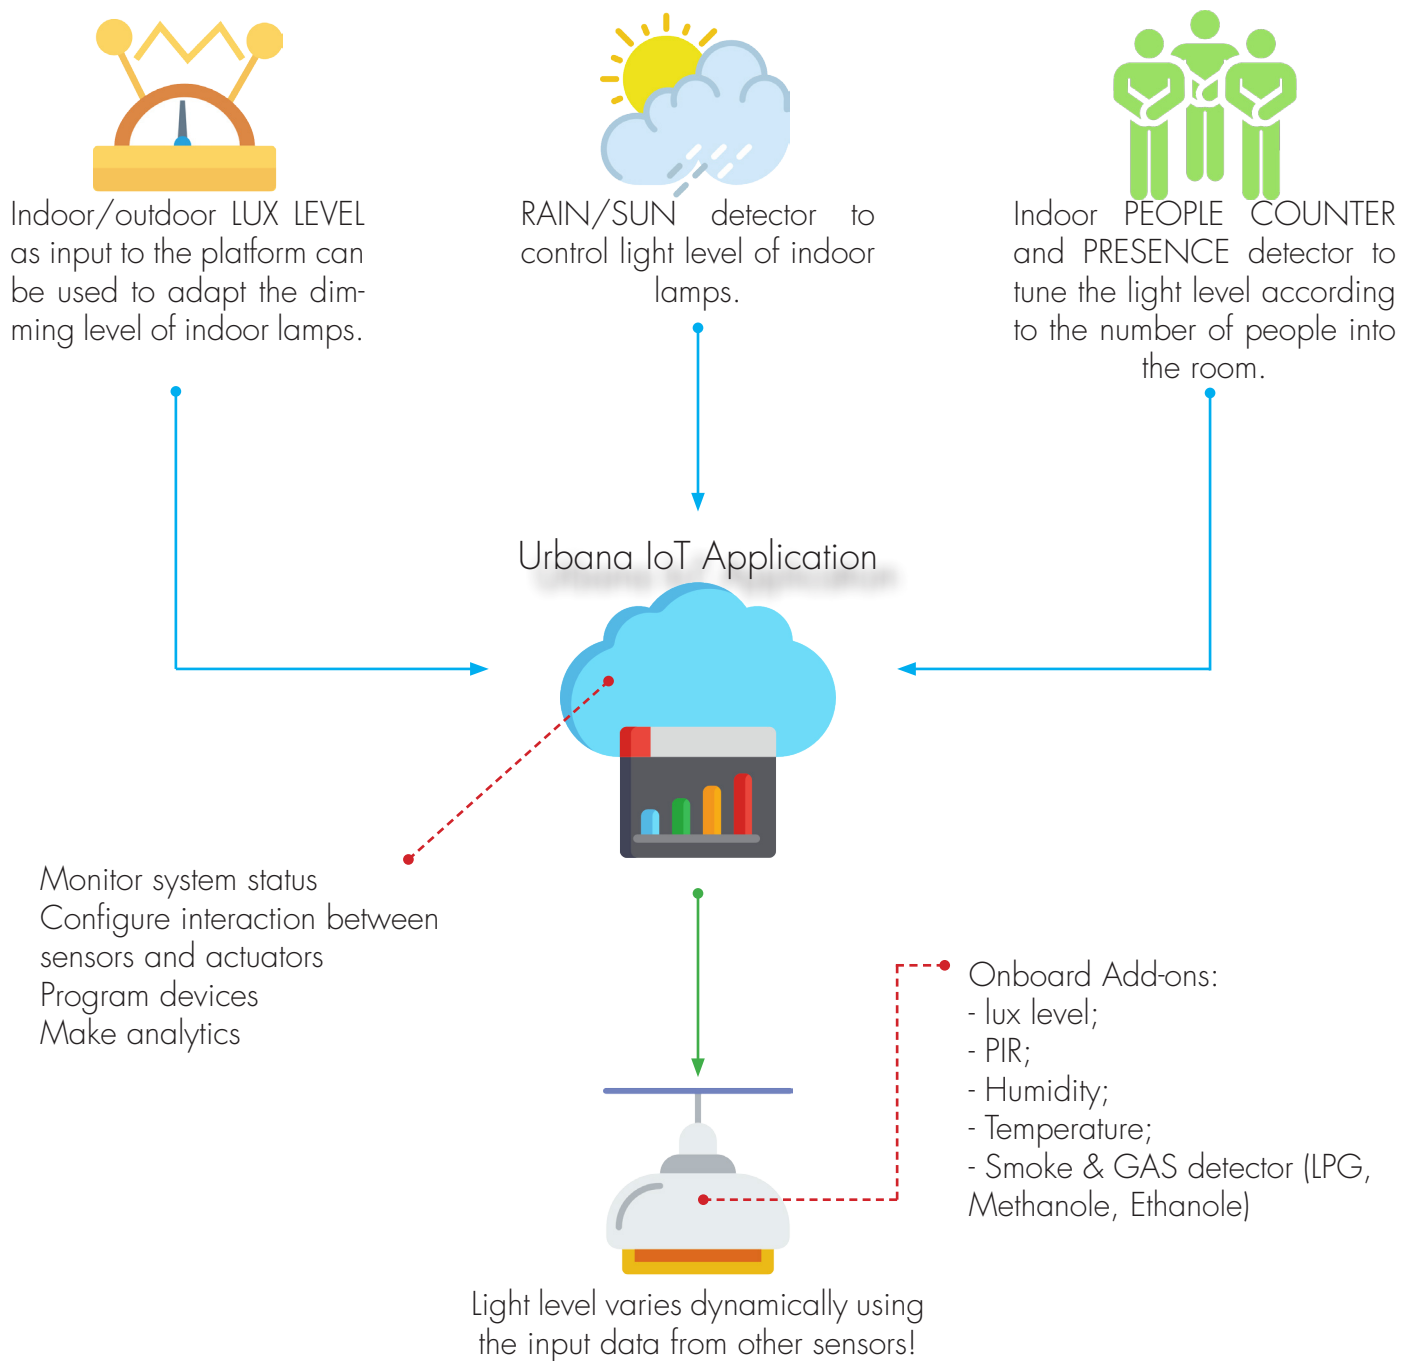 Indoor/outdoor LUX LEVEL
as input to the platform can
be used to adapt the dim-
ming level of indoor lamps.
RAIN/SUN detector to
control light level of indoor
lamps.
Indoor PEOPLE COUNTER
and PRESENCE detector to
tune the light level according
to the number of people into
the room.
Urbana IoT Application
Monitor system status
Configure interaction between
sensors and actuators
Program devices
Make analytics
Onboard Add-ons:
- lux level;
- PIR;
- Humidity;
- Temperature;
- Smoke & GAS detector (LPG,
Methanole, Ethanole)
Light level varies dynamically using
the input data from other sensors!